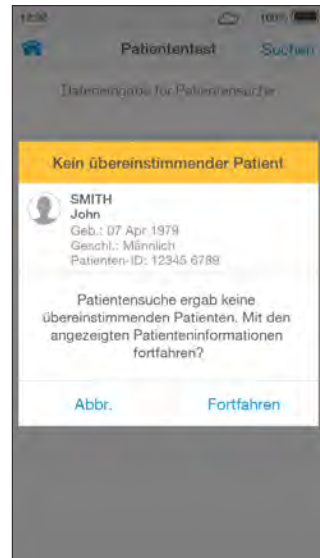 12:32
100%
Patiententest
Suchen
Dateneingabe für Patientensuche
Kein übereinstimmender Patient
SMITH
John
Geb.: 07 Apr 1979
Geschl.: Männlich
Patienten-ID: 12345 6789
Patientensuche ergab keine
übereinstimmenden Patienten. Mit den
angezeigten Patienteninformationen
fortfahren?
Abbr.
Fortfahren